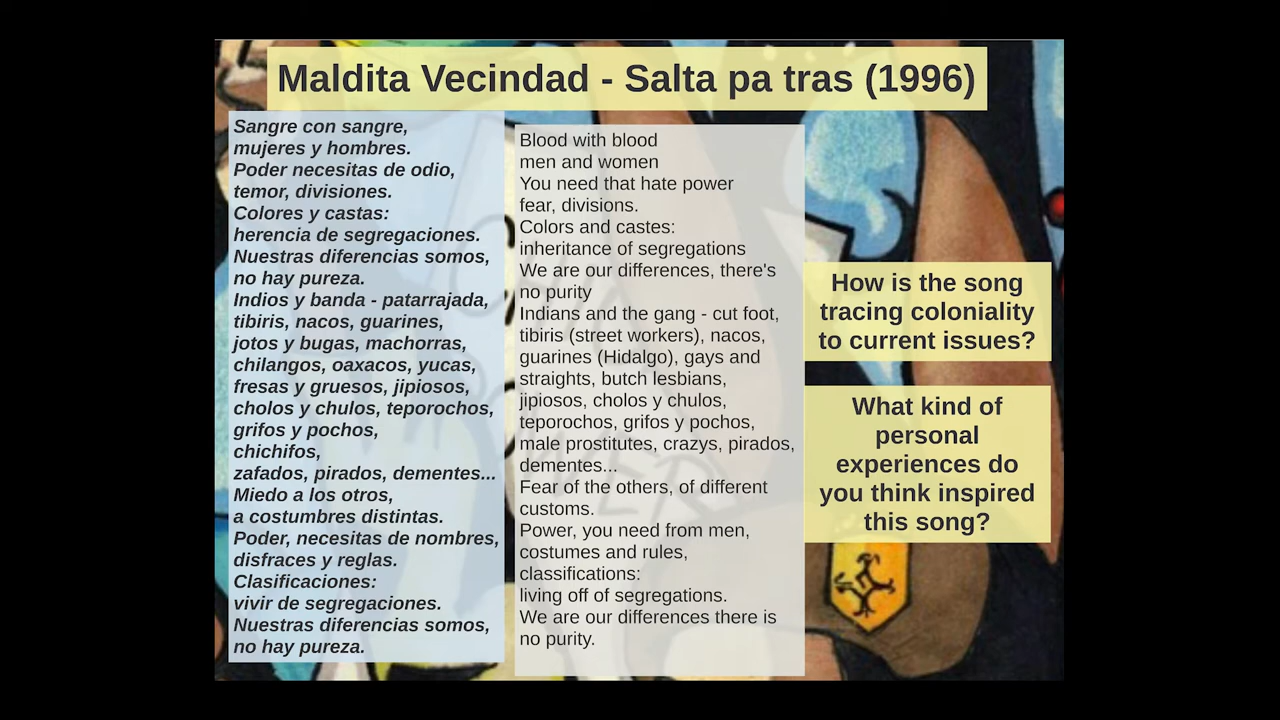 Maldita Vecindad - Salta pa tras (1996)
Sangre con sangre,
mujeres y hombres.
Poder necesitas de odio,
temor, divisiones.
Colores y castas:
herencia de segregaciones.
Nuestras diferencias somos,
no hay pureza.
Indios y banda - patarrajada,
tibiris, nacos, guarines,
jotos y bugas, machorras,
chilangos, oaxacos, yucas,
fresas y gruesos, jipiosos,
cholos y chulos, teporochos,
grifos y pochos,
chichifos,
zafados, pirados, dementes...
Miedo a los otros,
a costumbres distintas.
Poder, necesitas de nombres,
disfraces y reglas.
Clasificaciones:
vivir de segregaciones.
Nuestras diferencias somos,
no hay pureza.
Blood with blood
men and women
You need that hate power
fear, divisions.
Colors and castes:
inheritance of segregations
We are our differences, there's
no purity
Indians and the gang - cut foot,
tibiris (street workers), nacos,
guarines (Hidalgo), gays and
straights, butch lesbians,
jipiosos, cholos y chulos,
teporochos, grifos y pochos,
male prostitutes, crazys, pirados,
dementes...
Fear of the others, of different
customs.
Power, you need from men,
costumes and rules,
classifications:
living off of segregations.
We are our differences there is
no purity.
How is the song
tracing coloniality
to current issues?
What kind of
personal
experiences do
you think inspired
this song?